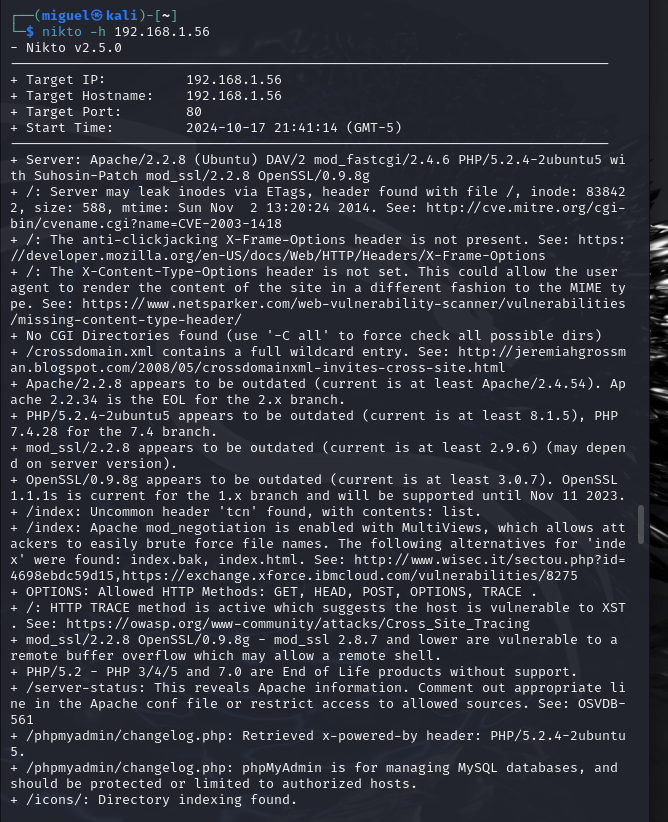 ┌──(miguel㉿kali)-[~]
└─$ nikto -h 192.168.1.56
- Nikto v2.5.0
+ Target IP:          192.168.1.56
+ Target Hostname:    192.168.1.56
+ Target Port:        80
+ Start Time:         2024-10-17 21:41:14 (GMT-5)
+ Server: Apache/2.2.8 (Ubuntu) DAV/2 mod_fastcgi/2.4.6 PHP/5.2.4-2ubuntu5 wi
th Suhosin-Patch mod_ssl/2.2.8 OpenSSL/0.9.8g
+ /: Server may leak inodes via ETags, header found with file /, inode: 83842
2, size: 588, mtime: Sun Nov  2 13:20:24 2014. See: http://cve.mitre.org/cgi-
bin/cvename.cgi?name=CVE-2003-1418
+ /: The anti-clickjacking X-Frame-Options header is not present. See: https:
//developer.mozilla.org/en-US/docs/Web/HTTP/Headers/X-Frame-Options
+ /: The X-Content-Type-Options header is not set. This could allow the user
agent to render the content of the site in a different fashion to the MIME ty
pe. See: https://www.netsparker.com/web-vulnerability-scanner/vulnerabilities
/missing-content-type-header/
+ No CGI Directories found (use '-C all' to force check all possible dirs)
+ /crossdomain.xml contains a full wildcard entry. See: http://jeremiahgrossm
an.blogspot.com/2008/05/crossdomainxml-invites-cross-site.html
+ Apache/2.2.8 appears to be outdated (current is at least Apache/2.4.54). Ap
ache 2.2.34 is the EOL for the 2.x branch.
+ PHP/5.2.4-2ubuntu5 appears to be outdated (current is at least 8.1.5), PHP
7.4.28 for the 7.4 branch.
+ mod_ssl/2.2.8 appears to be outdated (current is at least 2.9.6) (may depen
d on server version).
+ OpenSSL/0.9.8g appears to be outdated (current is at least 3.0.7). OpenSSL
1.1.1s is current for the 1.x branch and will be supported until Nov 11 2023.
+ /index: Uncommon header 'tcn' found, with contents: list.
+ /index: Apache mod_negotiation is enabled with MultiViews, which allows att
ackers to easily brute force file names. The following alternatives for 'inde
x' were found: index.bak, index.html. See: http://www.wisec.it/sectou.php?id=
4698ebdc59d15,https://exchange.xforce.ibmcloud.com/vulnerabilities/8275
+ OPTIONS: Allowed HTTP Methods: GET, HEAD, POST, OPTIONS, TRACE .
+ /: HTTP TRACE method is active which suggests the host is vulnerable to XST
. See: https://owasp.org/www-community/attacks/Cross_Site_Tracing
+ mod_ssl/2.2.8 OpenSSL/0.9.8g - mod_ssl 2.8.7 and lower are vulnerable to a
remote buffer overflow which may allow a remote shell.
+ PHP/5.2 - PHP 3/4/5 and 7.0 are End of Life products without support.
+ /server-status: This reveals Apache information. Comment out appropriate li
ne in the Apache conf file or restrict access to allowed sources. See: OSVDB-
561
+ /phpmyadmin/changelog.php: Retrieved x-powered-by header: PHP/5.2.4-2ubuntu
5.
+ /phpmyadmin/changelog.php: phpMyAdmin is for managing MySQL databases, and
should be protected or limited to authorized hosts.
+ /icons/: Directory indexing found.